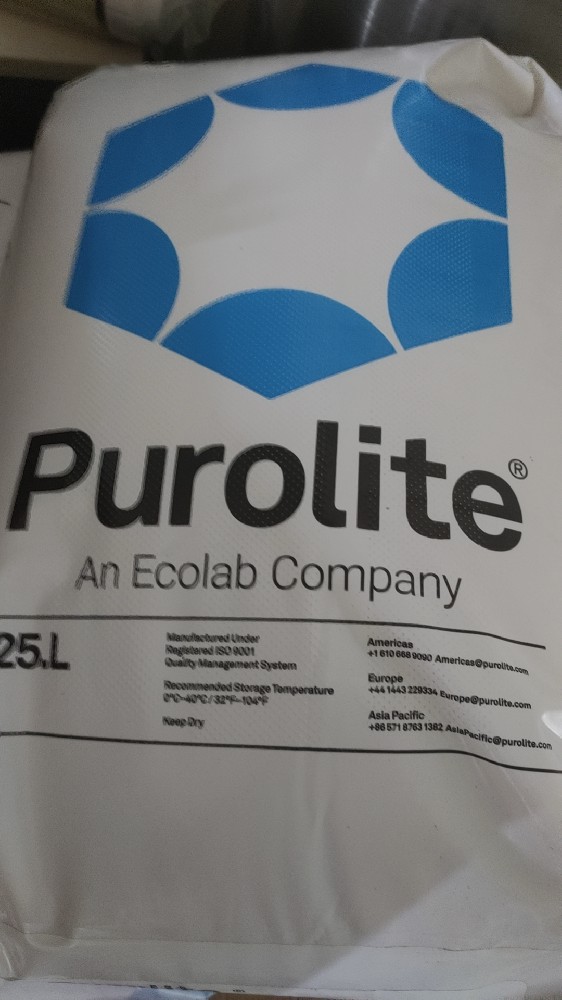 Purolite®
An Ecolab Company
25.L
Manufactured Under
Registered ISO 9001
Quality Management System
Recommended Storage Temperature
0°C-40°C / 32°F-104°F
Keep Dry
Americas
+1 610 668 9090 Americas@purolite.com
Europe
+44 1443 229334 Europe@purolite.com
Asia Pacific
+86 571 8763 1382 AsiaPacific@purolite.com